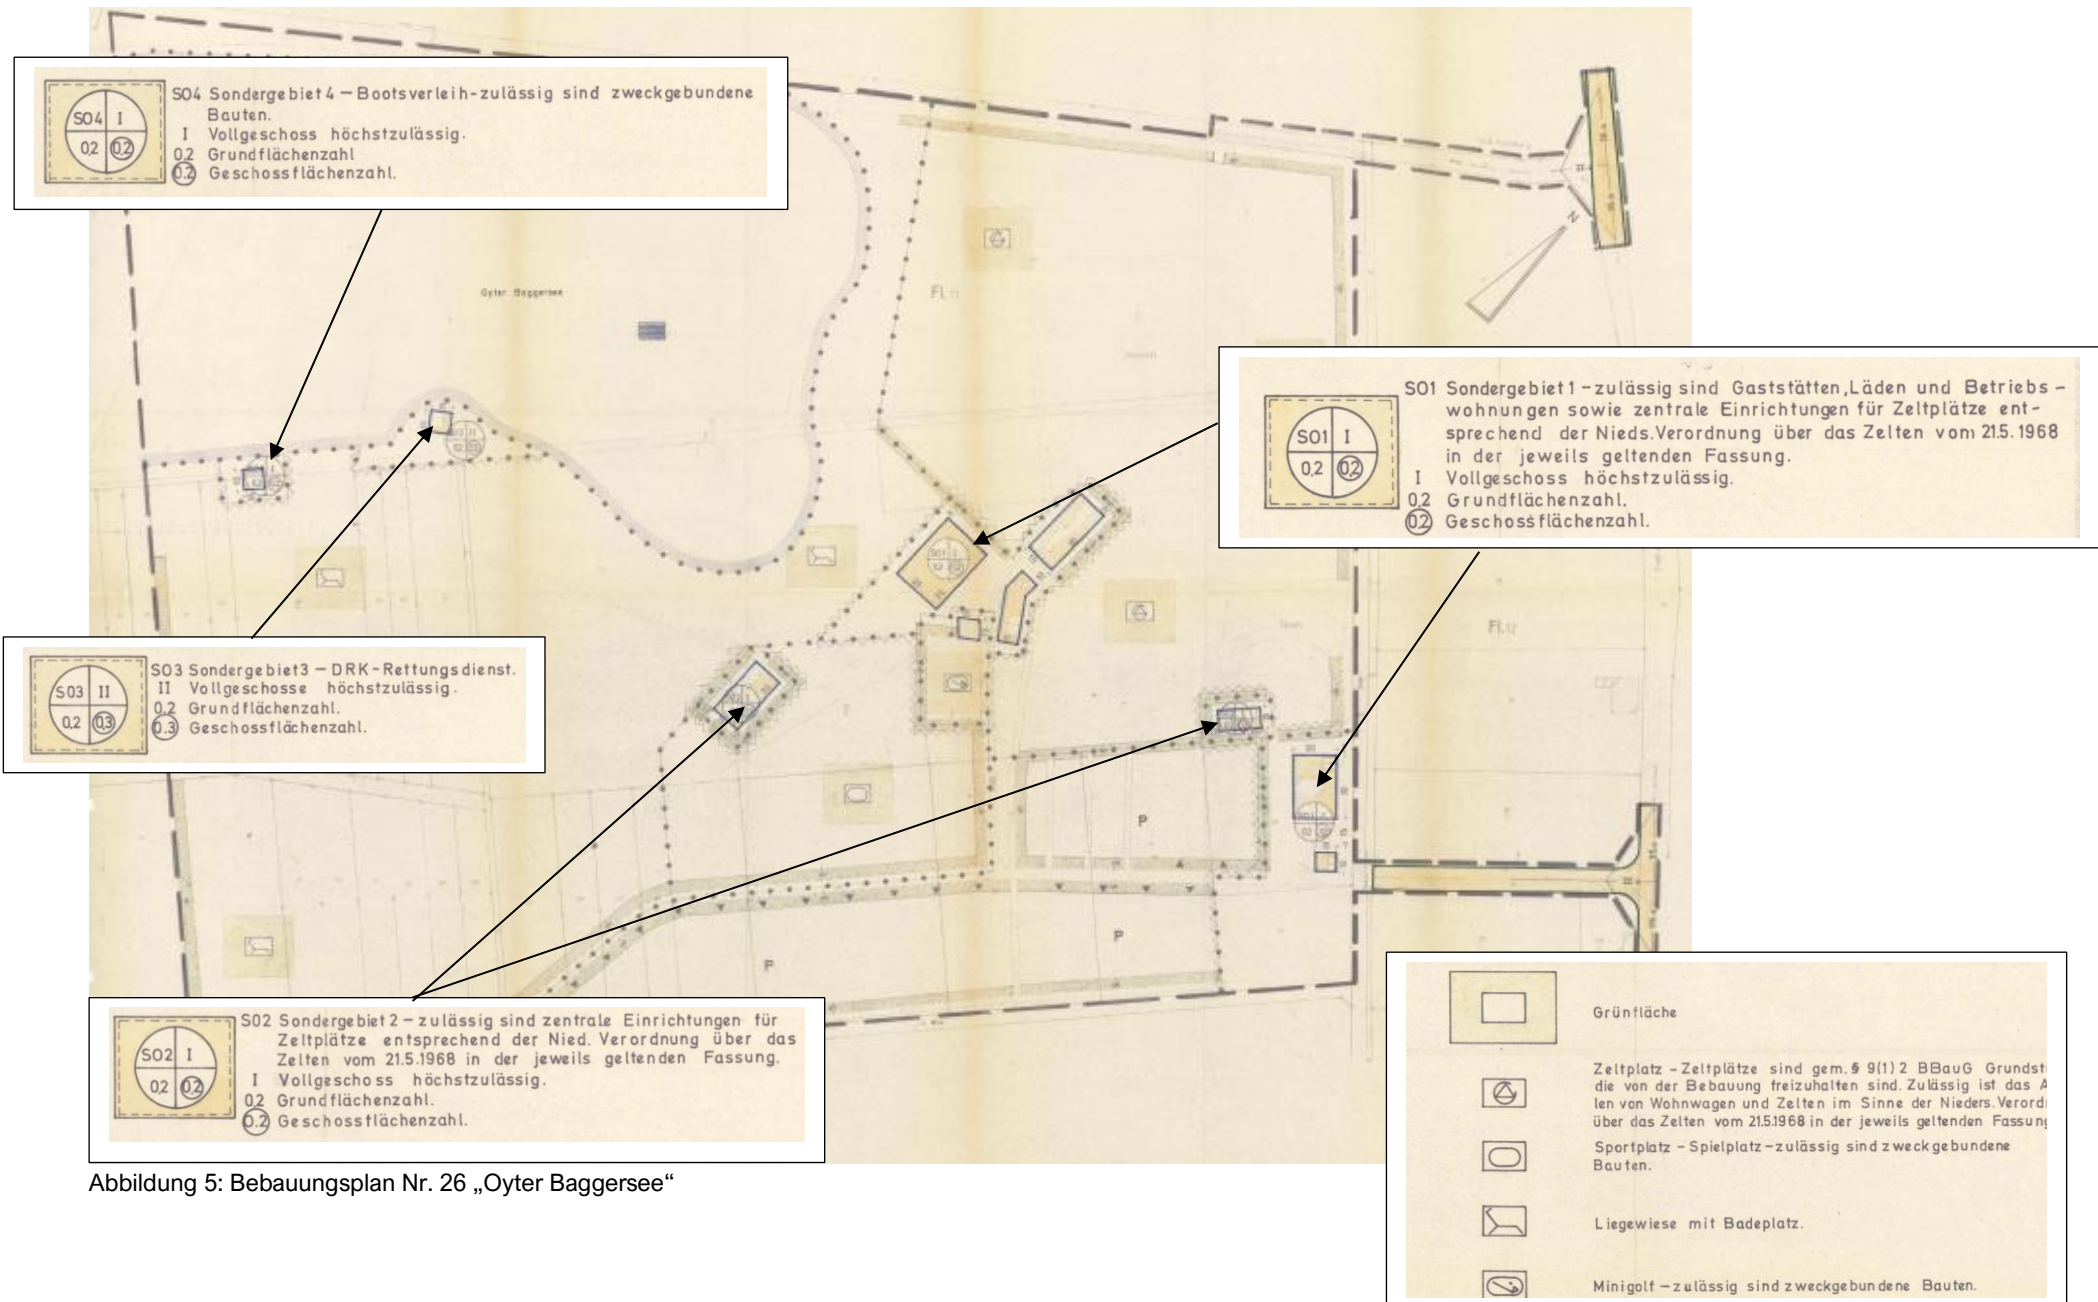 SO4 Sondergebiet 4 – Bootsverleih - zulässig sind zweckgebundene
Bauten.
I Vollgeschoss höchstzulässig.
0,2 Grundflächenzahl
0.2 Geschossflächenzahl.
SO4 I
0,2 0.2
Oyter Baggersee
Fl. 11
N
SO1 Sondergebiet 1 – zulässig sind Gaststätten, Läden und Betriebs –
wohnungen sowie zentrale Einrichtungen für Zeltplätze ent –
sprechend der Nieds. Verordnung über das Zelten vom 21.5.1968
in der jeweils geltenden Fassung.
I Vollgeschoss höchstzulässig.
0,2 Grundflächenzahl.
0.2 Geschossflächenzahl.
SO1 I
0,2 0.2
SO3 Sondergebiet 3 – DRK - Rettungsdienst.
II Vollgeschosse höchstzulässig.
0,2 Grundflächenzahl.
0.3 Geschossflächenzahl.
SO3 II
0,2 0.3
P
P
P
SO2 Sondergebiet 2 – zulässig sind zentrale Einrichtungen für
Zeltplätze entsprechend der Nied. Verordnung über das
Zelten vom 21.5.1968 in der jeweils geltenden Fassung.
I Vollgeschoss höchstzulässig.
0,2 Grundflächenzahl.
0.2 Geschossflächenzahl.
SO2 I
0,2 0.2
Grünfläche
Zeltplatz – Zeltplätze sind gem. § 9(1) 2 BBauG Grundst
die von der Bebauung freizuhalten sind. Zulässig ist das A
len von Wohnwagen und Zelten im Sinne der Nieders. Verord
über das Zelten vom 21.5.1968 in der jeweils geltenden Fassung
Sportplatz – Spielplatz – zulässig sind zweckgebundene
Bauten.
Liegewiese mit Badeplatz.
Minigolf – zulässig sind zweckgebundene Bauten.
Abbildung 5: Bebauungsplan Nr. 26 „Oyter Baggersee“